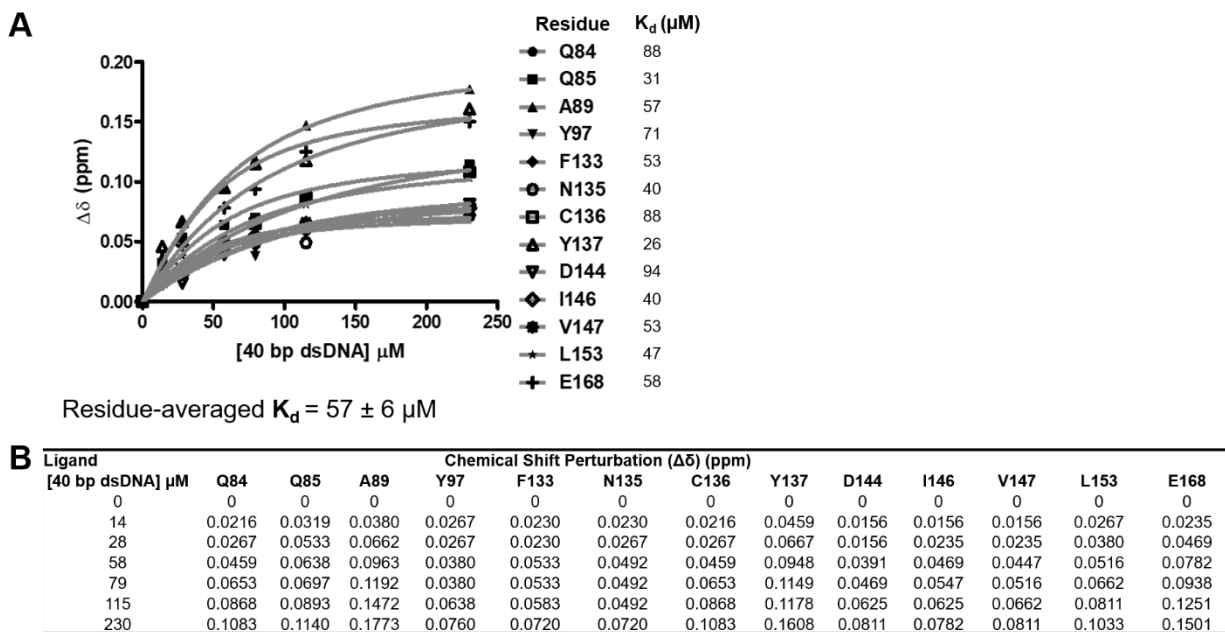 A
Residue Kd (µM)
Q84 88
Q85 31
A89 57
Y97 71
F133 53
N135 40
C136 88
Y137 26
D144 94
I146 40
V147 53
L153 47
E168 58
Δδ (ppm)
0.20
0.15
0.10
0.05
0.00
0 50 100 150 200 250
[40 bp dsDNA] µM
Residue-averaged Kd = 57 ± 6 µM
B
Ligand Chemical Shift Perturbation (Δδ) (ppm)
[40 bp dsDNA] µM Q84 Q85 A89 Y97 F133 N135 C136 Y137 D144 I146 V147 L153 E168
0 0 0 0 0 0 0 0 0 0 0 0 0 0
14 0.0216 0.0319 0.0380 0.0267 0.0230 0.0230 0.0216 0.0459 0.0156 0.0156 0.0156 0.0267 0.0235
28 0.0267 0.0533 0.0662 0.0267 0.0230 0.0267 0.0267 0.0667 0.0156 0.0235 0.0235 0.0380 0.0469
58 0.0459 0.0638 0.0963 0.0380 0.0533 0.0492 0.0459 0.0948 0.0391 0.0469 0.0447 0.0516 0.0782
79 0.0653 0.0697 0.1192 0.0380 0.0533 0.0492 0.0653 0.1149 0.0469 0.0547 0.0516 0.0662 0.0938
115 0.0868 0.0893 0.1472 0.0638 0.0583 0.0492 0.0868 0.1178 0.0625 0.0625 0.0662 0.0811 0.1251
230 0.1083 0.1140 0.1773 0.0760 0.0720 0.0720 0.1083 0.1608 0.0811 0.0782 0.0811 0.1033 0.1501